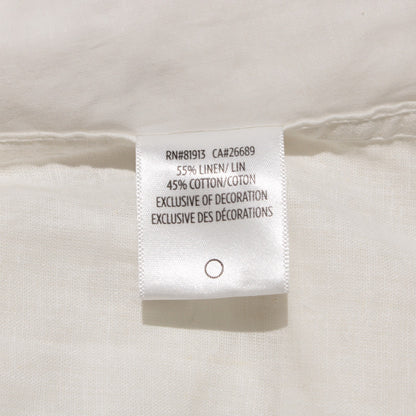 RN#81913 CA#26689
55% LINEN/ LIN
45% COTTON/COTON
EXCLUSIVE OF DECORATION
EXCLUSIVE DES DÉCORATIONS